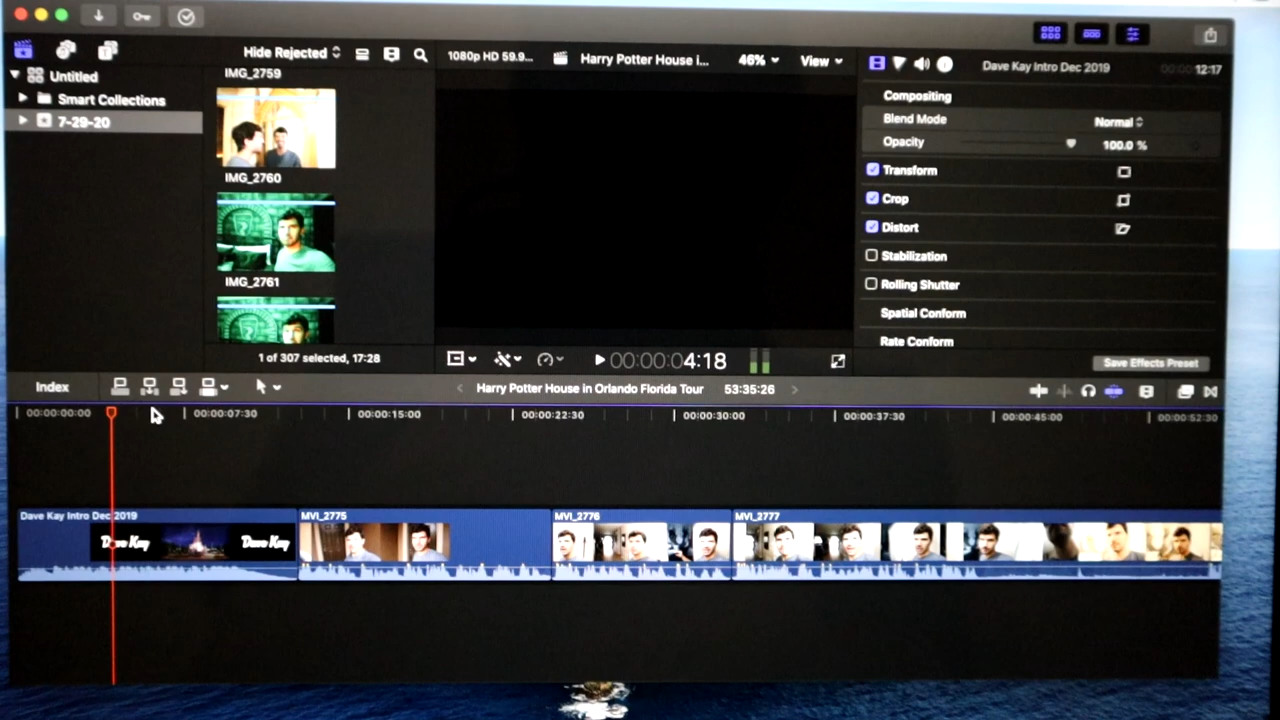 Hide Rejected
1080p HD 59.9...
Harry Potter House i...
46%
View
Dave Kay Intro Dec 2019
12:17
Untitled
Smart Collections
7-29-20
IMG_2759
IMG_2760
IMG_2761
1 of 307 selected, 17:28
00:00:04:18
Compositing
Blend Mode
Normal
Opacity
100.0 %
Transform
Crop
Distort
Stabilization
Rolling Shutter
Spatial Conform
Rate Conform
Save Effects Preset
Index
Harry Potter House in Orlando Florida Tour
53:35:26
00:00:00:00
00:00:07:30
00:00:15:00
00:00:22:30
00:00:30:00
00:00:37:30
00:00:45:00
00:00:52:30
Dave Kay Intro Dec 2019
MVI_2775
MVI_2776
MVI_2777
Dave Kay
Dave Kay